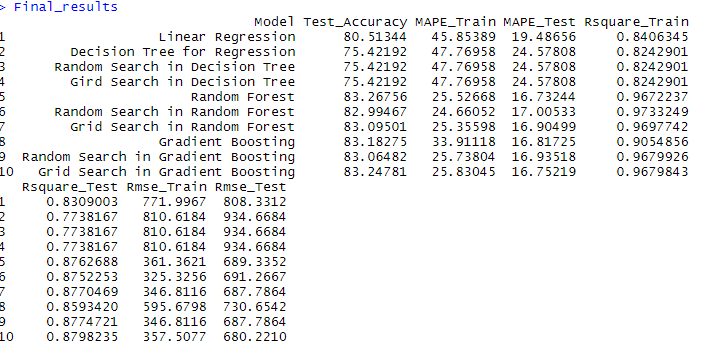 > Final_results
Model Test_Accuracy MAPE_Train MAPE_Test Rsquare_Train
1 Linear Regression 80.51344 45.85389 19.48656 0.8406345
2 Decision Tree for Regression 75.42192 47.76958 24.57808 0.8242901
3 Random Search in Decision Tree 75.42192 47.76958 24.57808 0.8242901
4 Gird Search in Decision Tree 75.42192 47.76958 24.57808 0.8242901
5 Random Forest 83.26756 25.52668 16.73244 0.9672237
6 Random Search in Random Forest 82.99467 24.66052 17.00533 0.9733249
7 Grid Search in Random Forest 83.09501 25.35598 16.90499 0.9697742
8 Gradient Boosting 83.18275 33.91118 16.81725 0.9054856
9 Random Search in Gradient Boosting 83.06482 25.73804 16.93518 0.9679926
10 Grid Search in Gradient Boosting 83.24781 25.83045 16.75219 0.9679843
Rsquare_Test Rmse_Train Rmse_Test
1 0.8309003 771.9967 808.3312
2 0.7738167 810.6184 934.6684
3 0.7738167 810.6184 934.6684
4 0.7738167 810.6184 934.6684
5 0.8762688 361.3621 689.3352
6 0.8752253 325.3256 691.2667
7 0.8770469 346.8116 687.7864
8 0.8593420 595.6798 730.6542
9 0.8774721 346.8116 687.7864
10 0.8798235 357.5077 680.2210